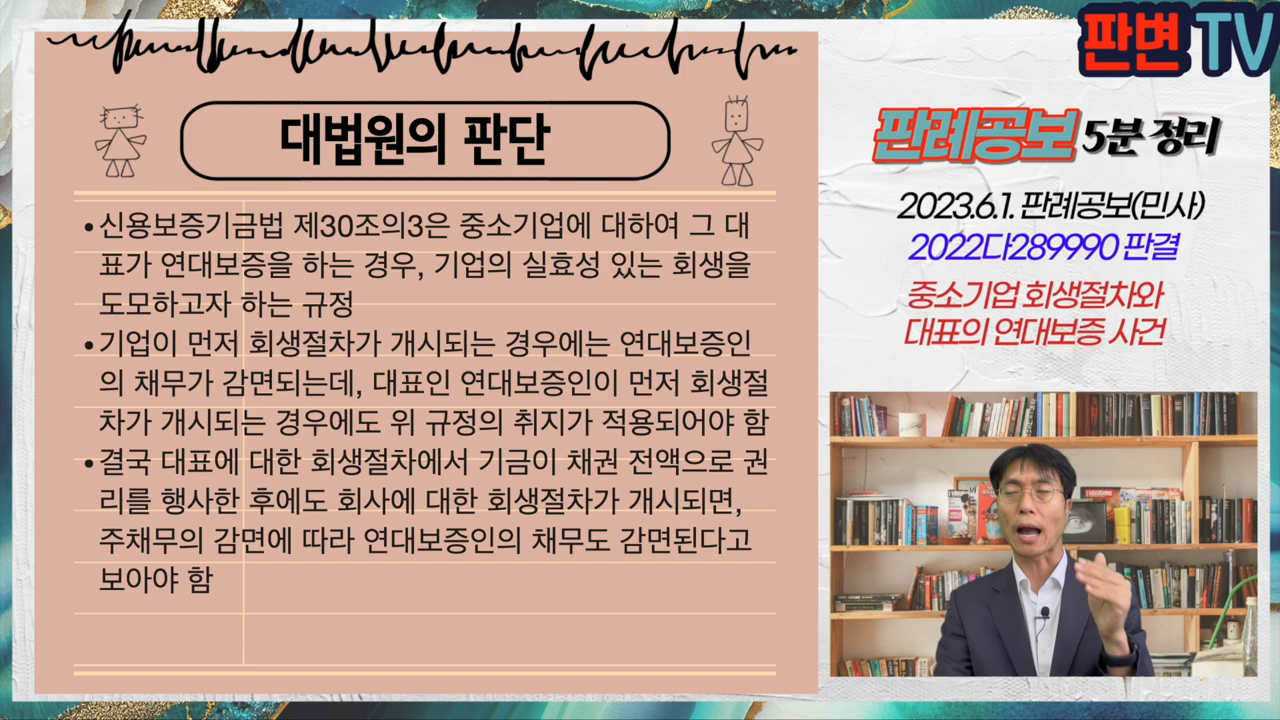 판변 TV
대법원의 판단
• 신용보증기금법 제30조의3은 중소기업에 대하여 그 대
표가 연대보증을 하는 경우, 기업의 실효성 있는 회생을
도모하고자 하는 규정
• 기업이 먼저 회생절차가 개시되는 경우에는 연대보증인
의 채무가 감면되는데, 대표인 연대보증인이 먼저 회생절
차가 개시되는 경우에도 위 규정의 취지가 적용되어야 함
• 결국 대표에 대한 회생절차에서 기금이 채권 전액으로 권
리를 행사한 후에도 회사에 대한 회생절차가 개시되면,
주채무의 감면에 따라 연대보증인의 채무도 감면된다고
보아야 함
판례공보 5분 정리
2023.6.1. 판례공보(민사)
2022다289990 판결
중소기업 회생절차와
대표의 연대보증 사건